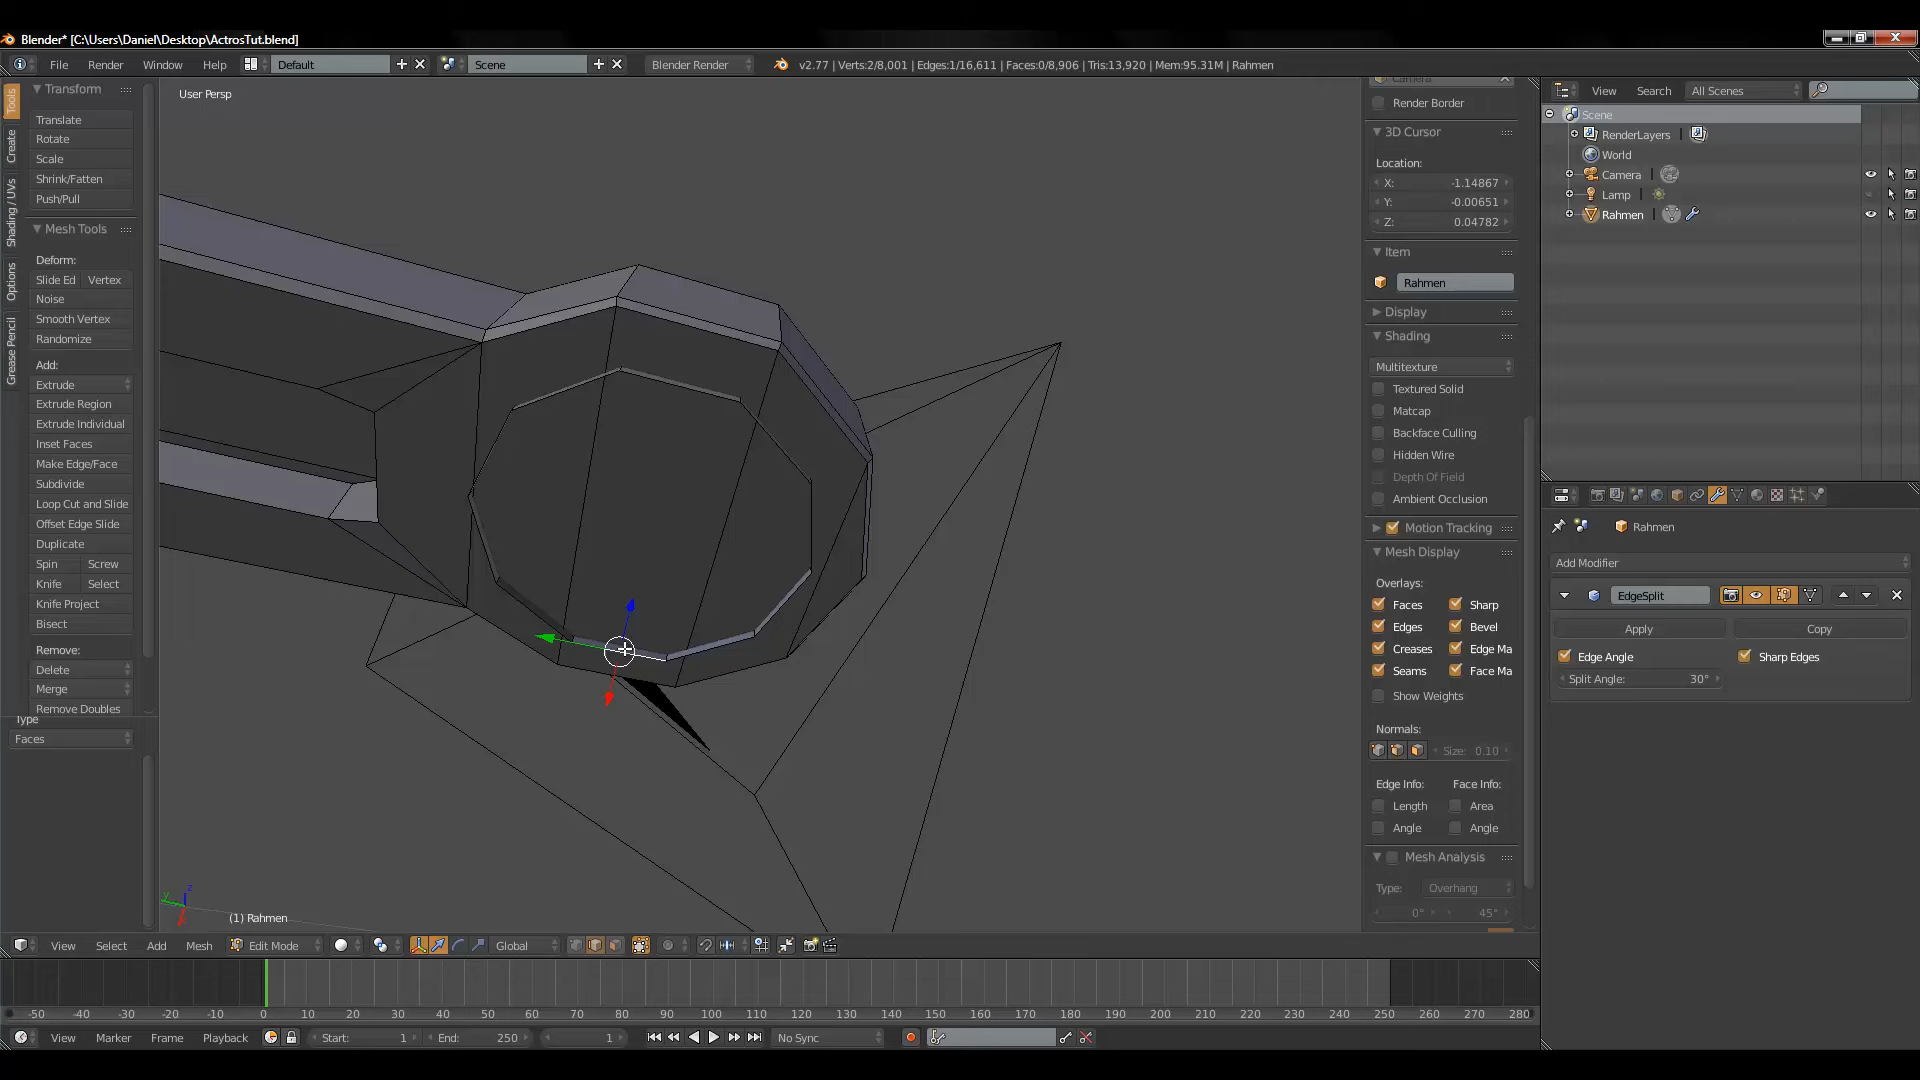 Blender* [C:\Users\Daniel\Desktop\ActrosTut.blend]
File Render Window Help Default Scene Blender Render v2.77 | Verts:2/8,001 | Edges:1/16,611 | Faces:0/8,906 | Tris:13,920 | Mem:95.31M | Rahmen
Tools
Create
Shading / UVs
Options
Grease Pencil
Transform
Translate
Rotate
Scale
Shrink/Fatten
Push/Pull
Mesh Tools
Deform:
Slide Ed Vertex
Noise
Smooth Vertex
Randomize
Add:
Extrude
Extrude Region
Extrude Individual
Inset Faces
Make Edge/Face
Subdivide
Loop Cut and Slide
Offset Edge Slide
Duplicate
Spin Screw
Knife Select
Knife Project
Bisect
Remove:
Delete
Merge
Remove Doubles
Type
Faces
User Persp
(1) Rahmen
Camera
Render Border
3D Cursor
Location:
X: -1.14867
Y: -0.00651
Z: 0.04782
Item
Rahmen
Display
Shading
Multitexture
Textured Solid
Matcap
Backface Culling
Hidden Wire
Depth Of Field
Ambient Occlusion
Motion Tracking
Mesh Display
Overlays:
Faces Sharp
Edges Bevel
Creases Edge Ma
Seams Face Ma
Show Weights
Normals:
Size: 0.10
Edge Info: Face Info:
Length Area
Angle Angle
Mesh Analysis
Type: Overhang
0° 45°
View Search All Scenes
Scene
RenderLayers
World
Camera
Lamp
Rahmen
Rahmen
Add Modifier
EdgeSplit
Apply Copy
Edge Angle Sharp Edges
Split Angle: 30°
View Select Add Mesh Edit Mode Global
-50 -40 -30 -20 -10 0 10 20 30 40 50 60 70 80 90 100 110 120 130 140 150 160 170 180 190 200 210 220 230 240 250 260 270 280
View Marker Frame Playback Start: 1 End: 250 1 No Sync